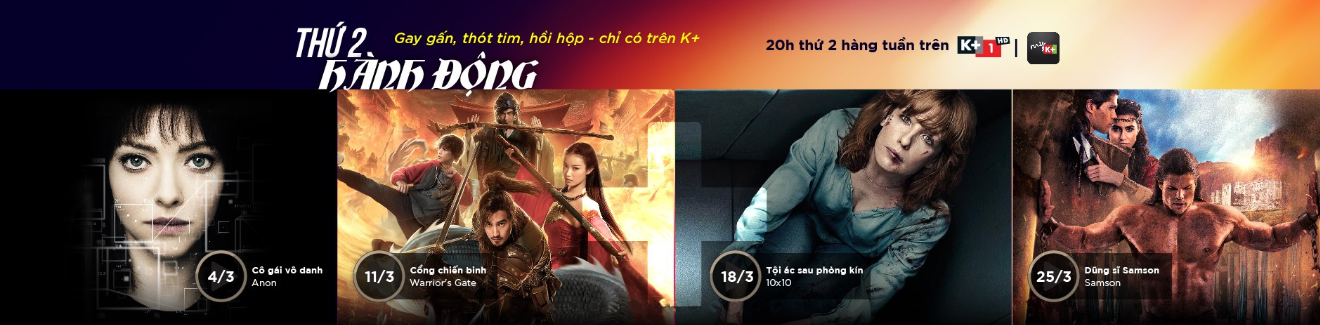 THỨ 2
HÀNH ĐỘNG
Gay gấn, thót tim, hồi hộp - chỉ có trên K+
20h thứ 2 hàng tuần trên K+ 1 HD | my K+
4/3
Cô gái vô danh
Anon
11/3
Cổng chiến binh
Warrior's Gate
18/3
Tội ác sau phòng kín
10x10
25/3
Dũng sĩ Samson
Samson